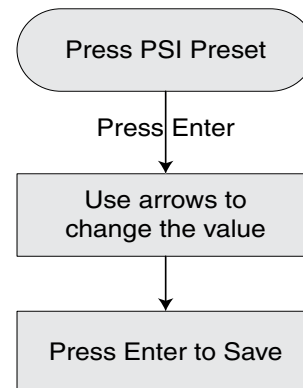 Press PSI Preset
Press Enter
Use arrows to
change the value
Press Enter to Save